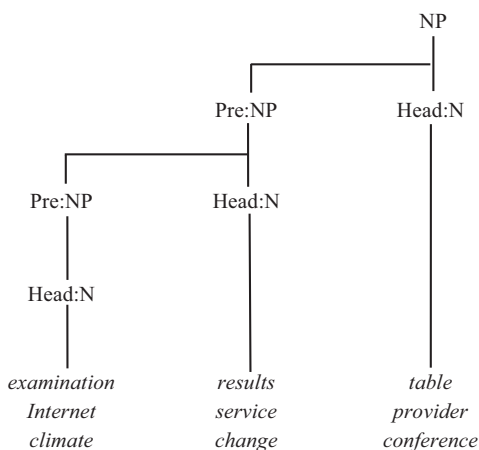 NP
Pre:NP Head:N
Pre:NP Head:N
Head:N
examination results table
Internet service provider
climate change conference